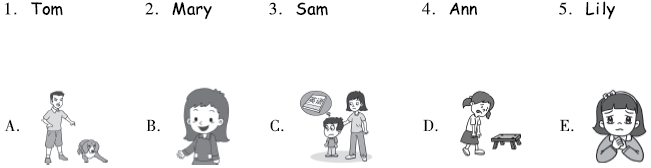 1. Tom 2. Mary 3. Sam 4. Ann 5. Lily
A. B. C. D. E.